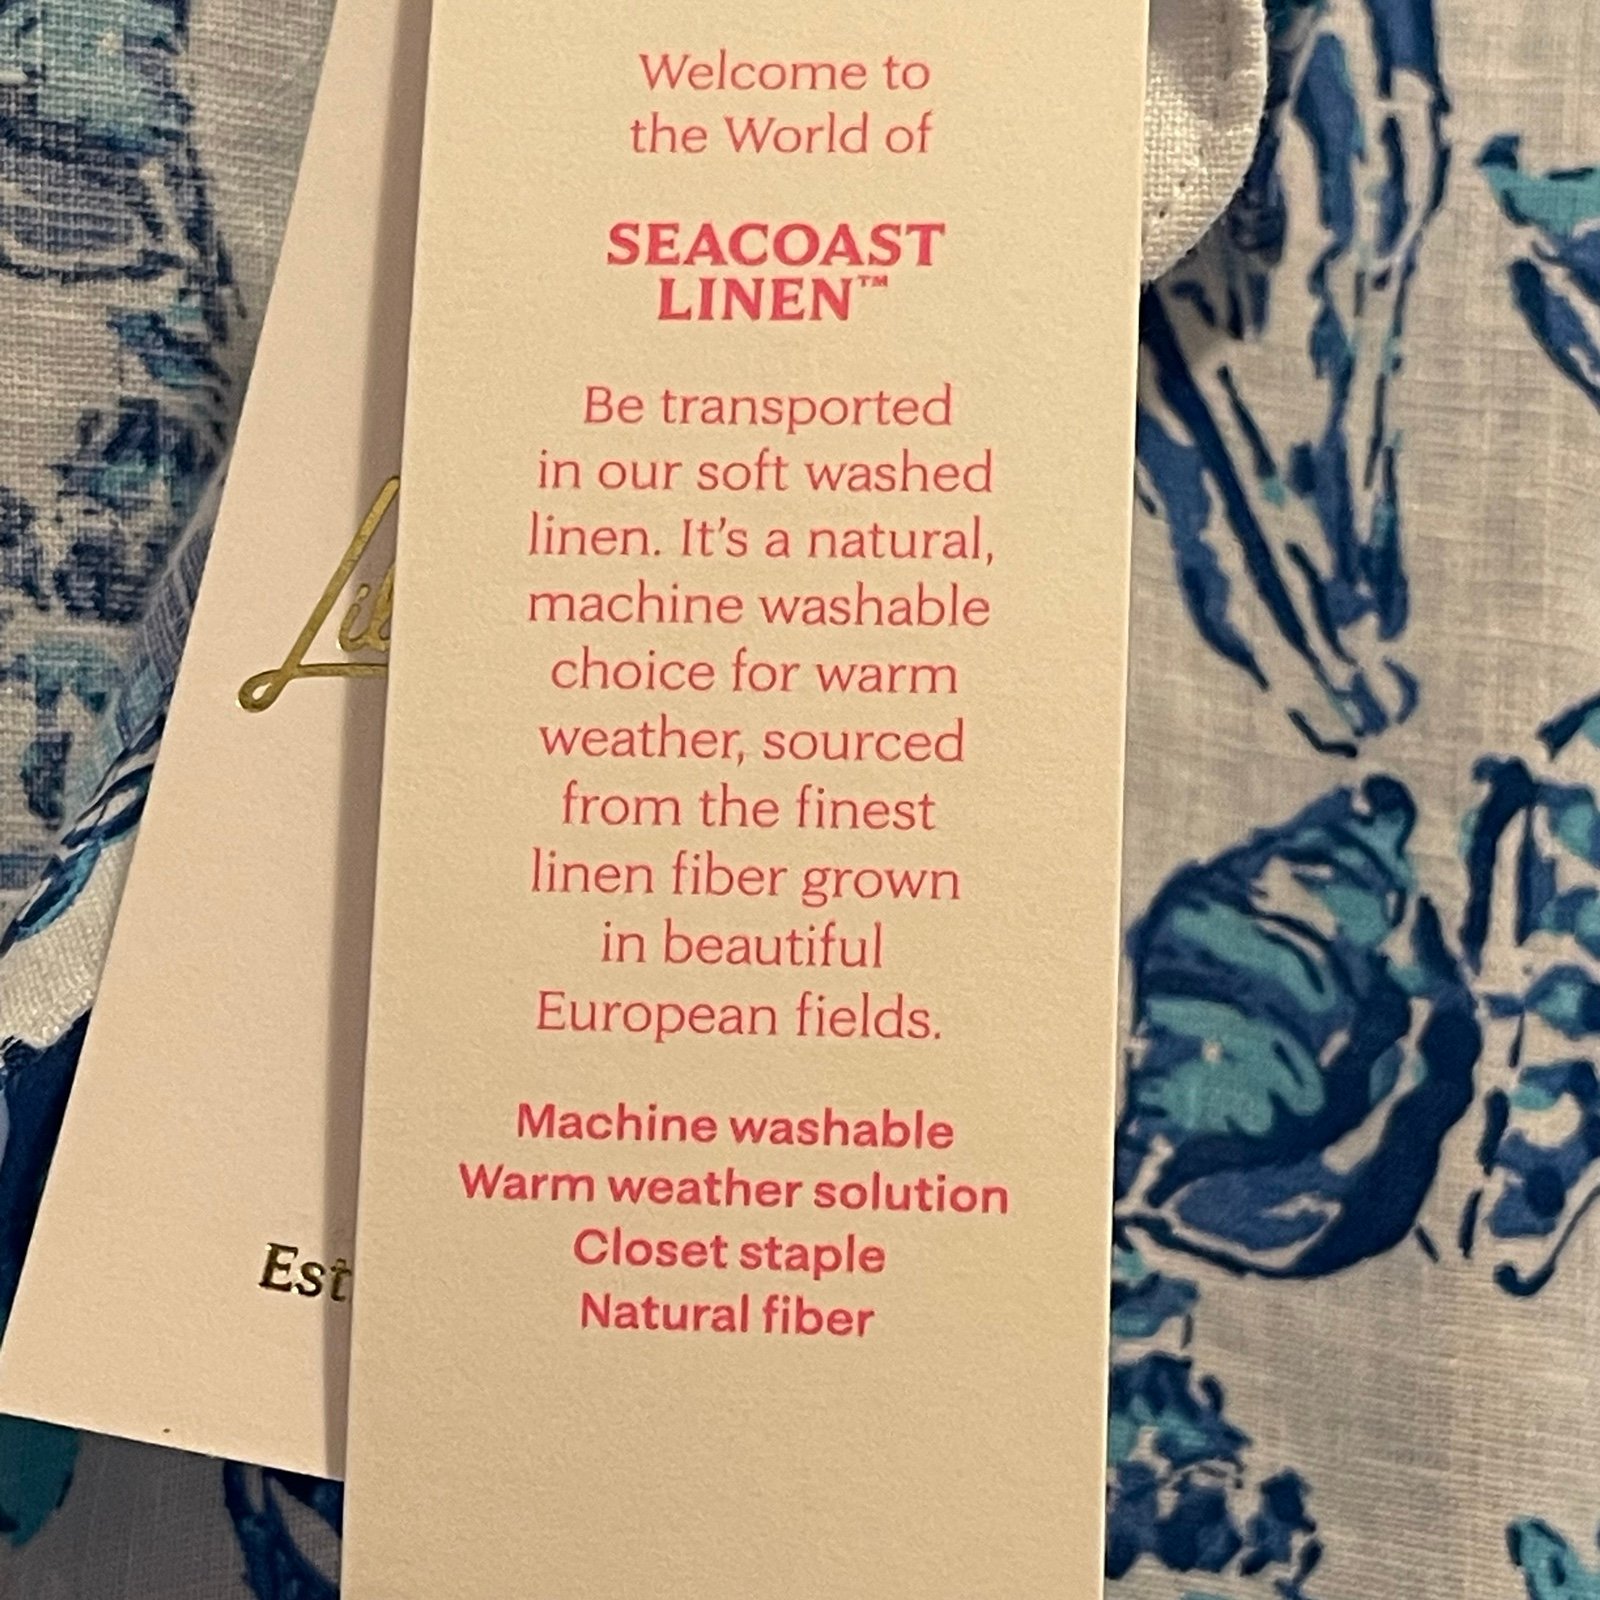 Welcome to
the World of
SEACOAST
LINEN™
Be transported
in our soft washed
linen. It's a natural,
machine washable
choice for warm
weather, sourced
from the finest
linen fiber grown
in beautiful
European fields.
Machine washable
Warm weather solution
Closet staple
Natural fiber
Est